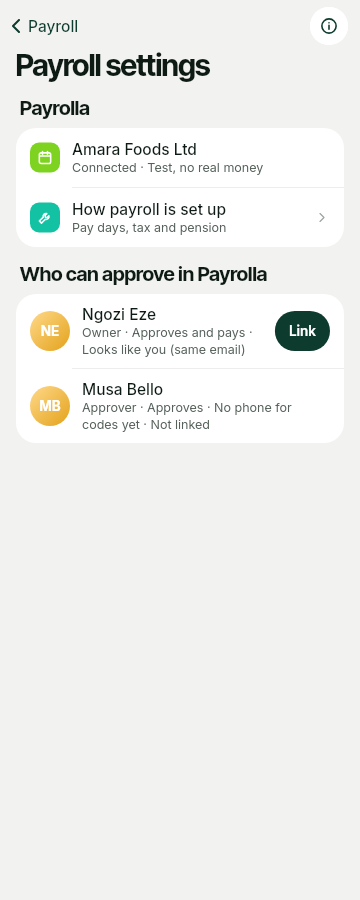 Payroll
Payroll settings
Payrolla
Amara Foods Ltd
Connected · Test, no real money
How payroll is set up
Pay days, tax and pension
Who can approve in Payrolla
NE
Ngozi Eze
Owner · Approves and pays ·
Looks like you (same email)
Link
MB
Musa Bello
Approver · Approves · No phone for
codes yet · Not linked